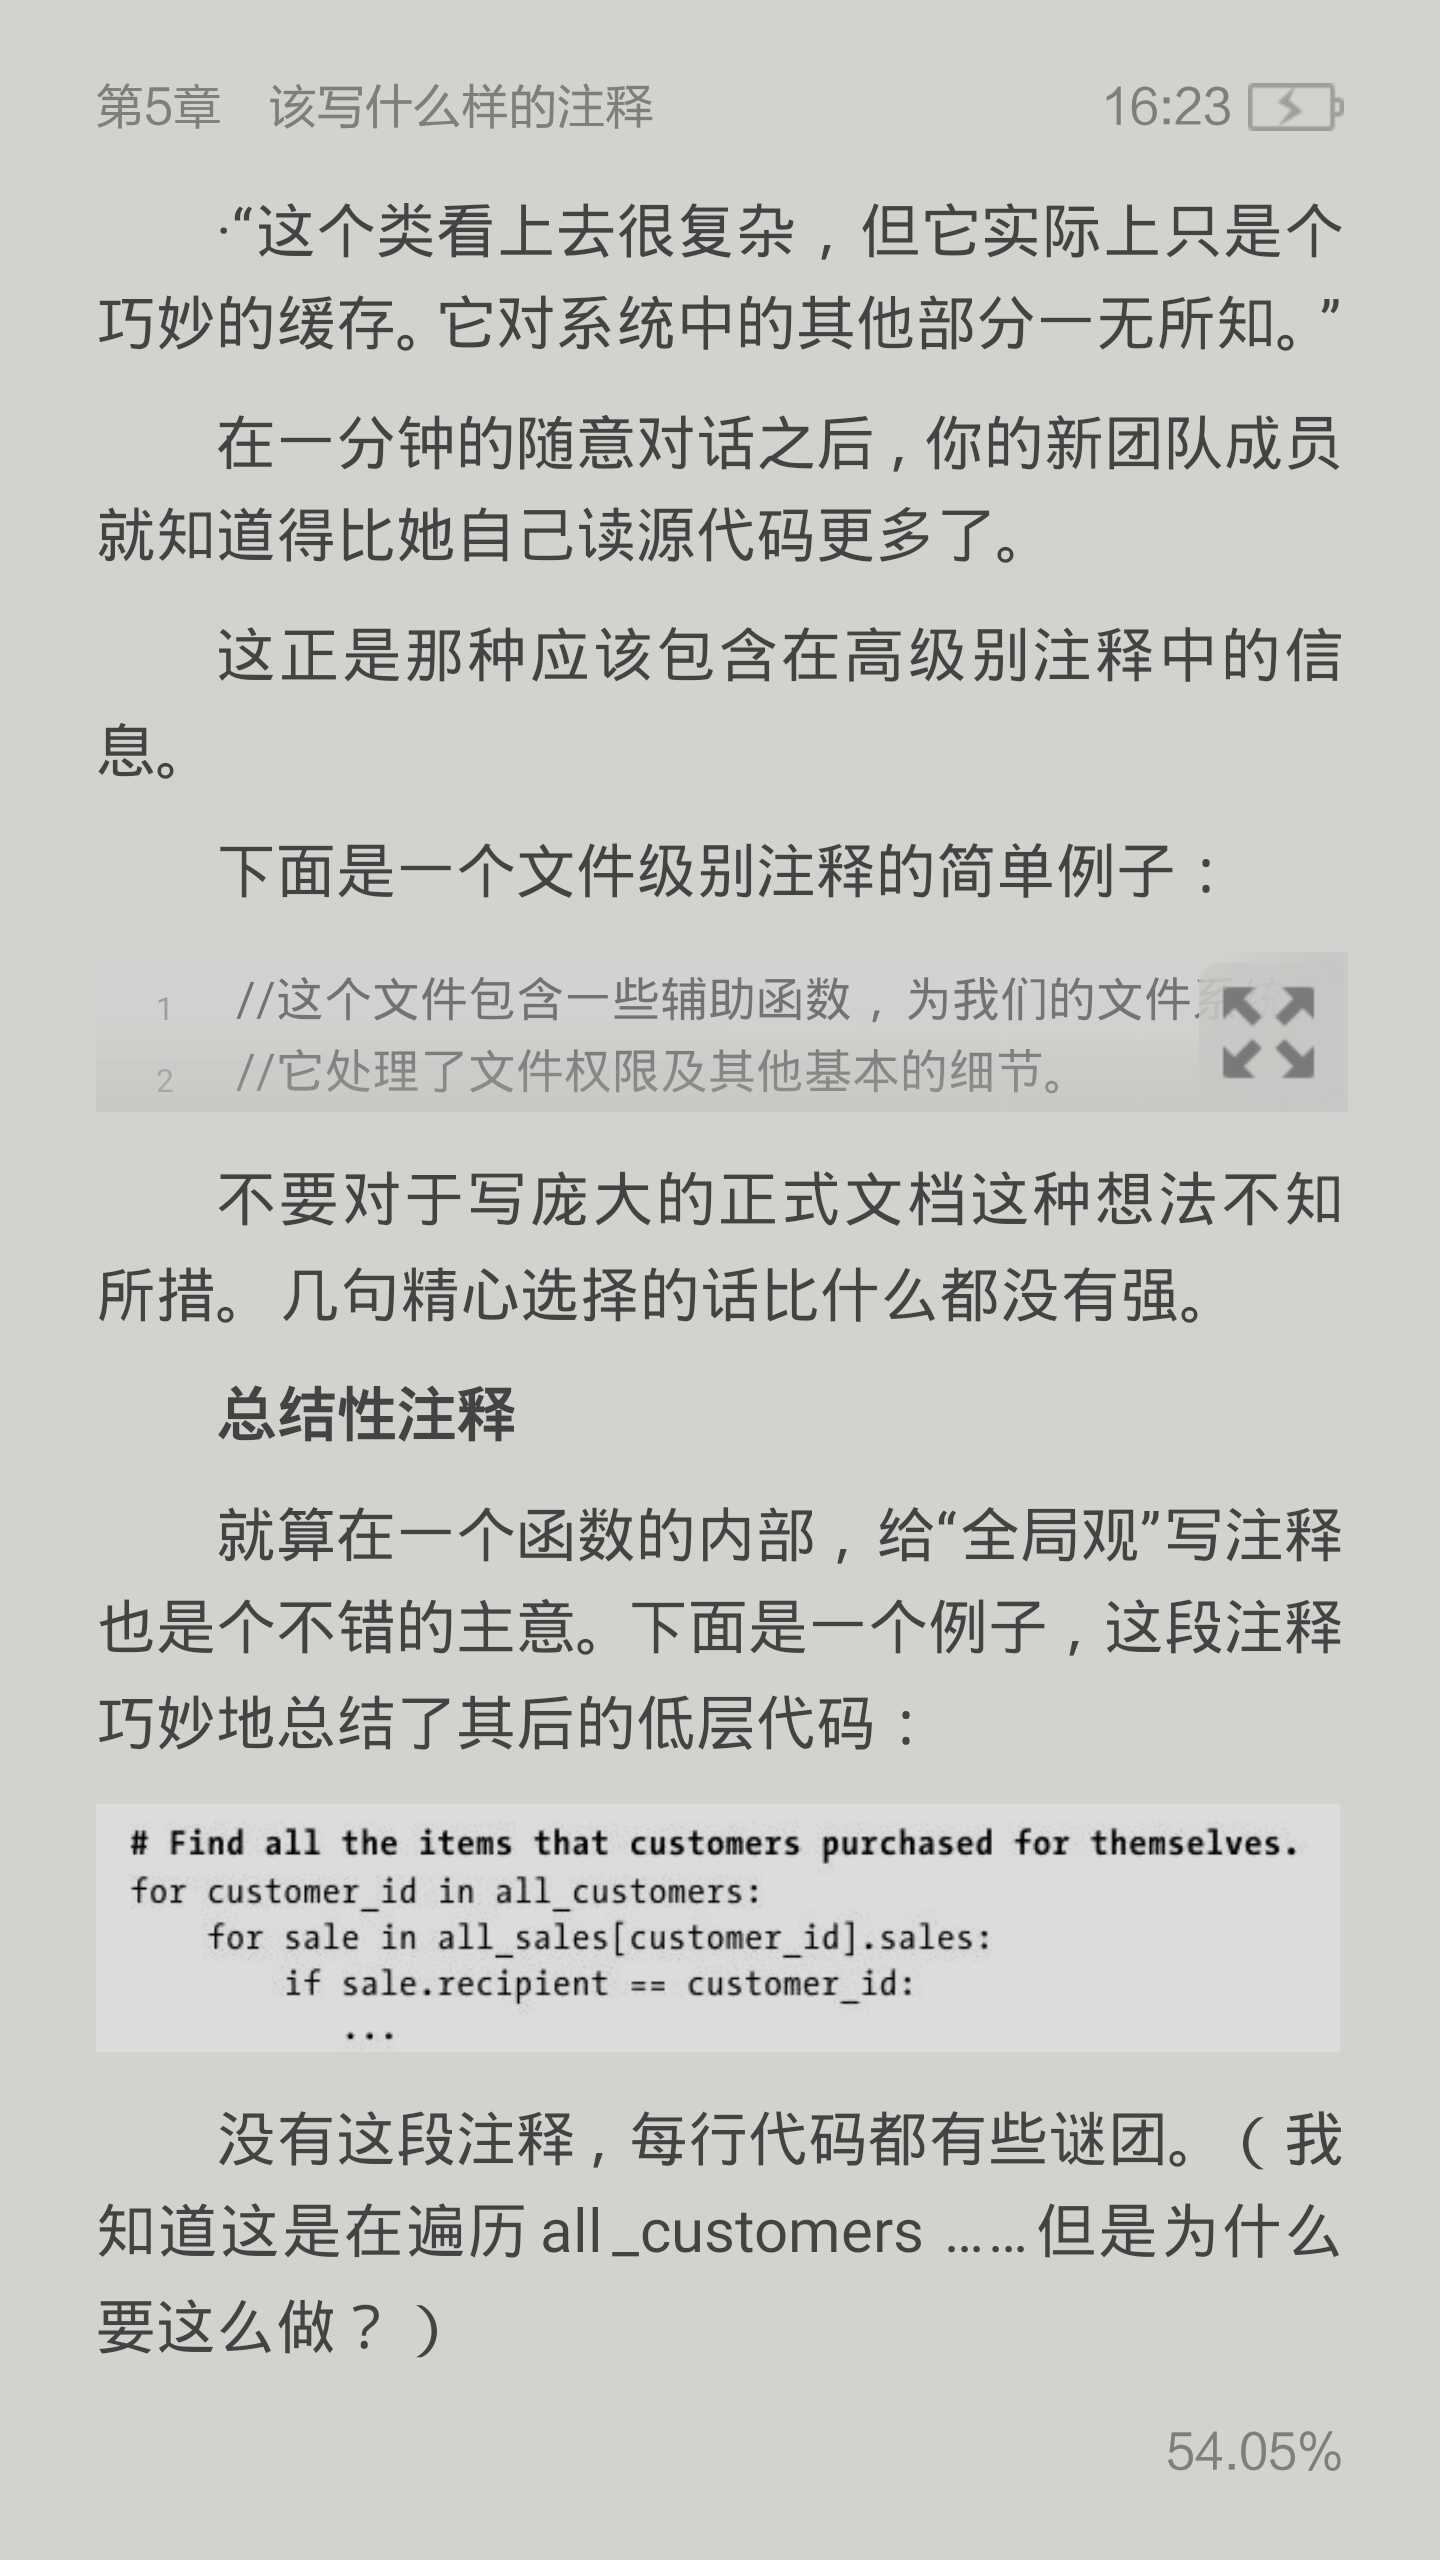 第5章　该写什么样的注释
16:23
·“这个类看上去很复杂，但它实际上只是个
巧妙的缓存。它对系统中的其他部分一无所知。”
在一分钟的随意对话之后，你的新团队成员
就知道得比她自己读源代码更多了。
这正是那种应该包含在高级别注释中的信
息。
下面是一个文件级别注释的简单例子：
1 //这个文件包含一些辅助函数，为我们的文件系统
2 //它处理了文件权限及其他基本的细节。
不要对于写庞大的正式文档这种想法不知
所措。 几句精心选择的话比什么都没有强。
总结性注释
就算在一个函数的内部，给“全局观”写注释
也是个不错的主意。下面是一个例子，这段注释
巧妙地总结了其后的低层代码：
# Find all the items that customers purchased for themselves.
for customer_id in all_customers:
    for sale in all_sales[customer_id].sales:
        if sale.recipient == customer_id:
           ...
没有这段注释，每行代码都有些谜团。（我
知道这是在遍历 all_customers ……但是为什么
要这么做？）
54.05%